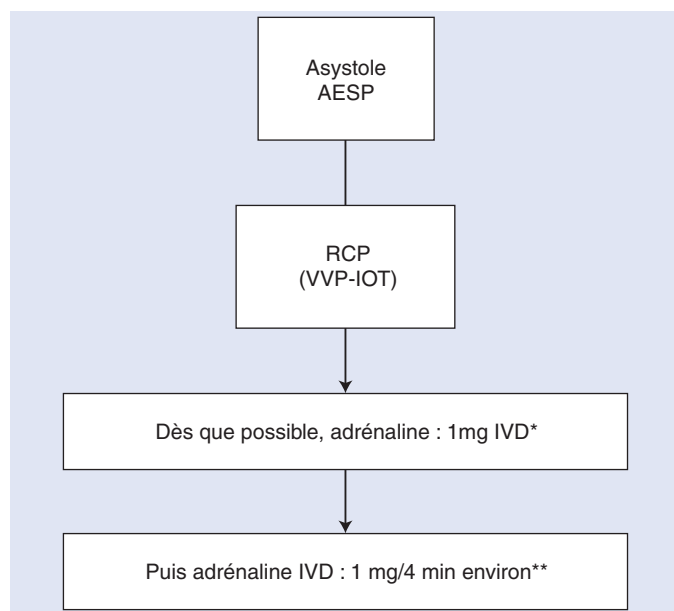 Asystole
AESP
RCP
(VVP-IOT)
Dès que possible, adrénaline : 1mg IVD*
Puis adrénaline IVD : 1 mg/4 min environ**